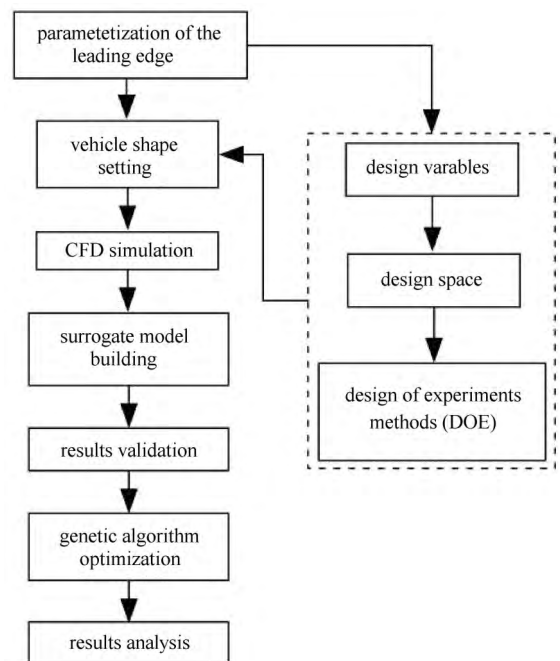 parametetization of the
leading edge
vehicle shape
setting
CFD simulation
surrogate model
building
results validation
genetic algorithm
optimization
results analysis
design varables
design space
design of experiments
methods (DOE)